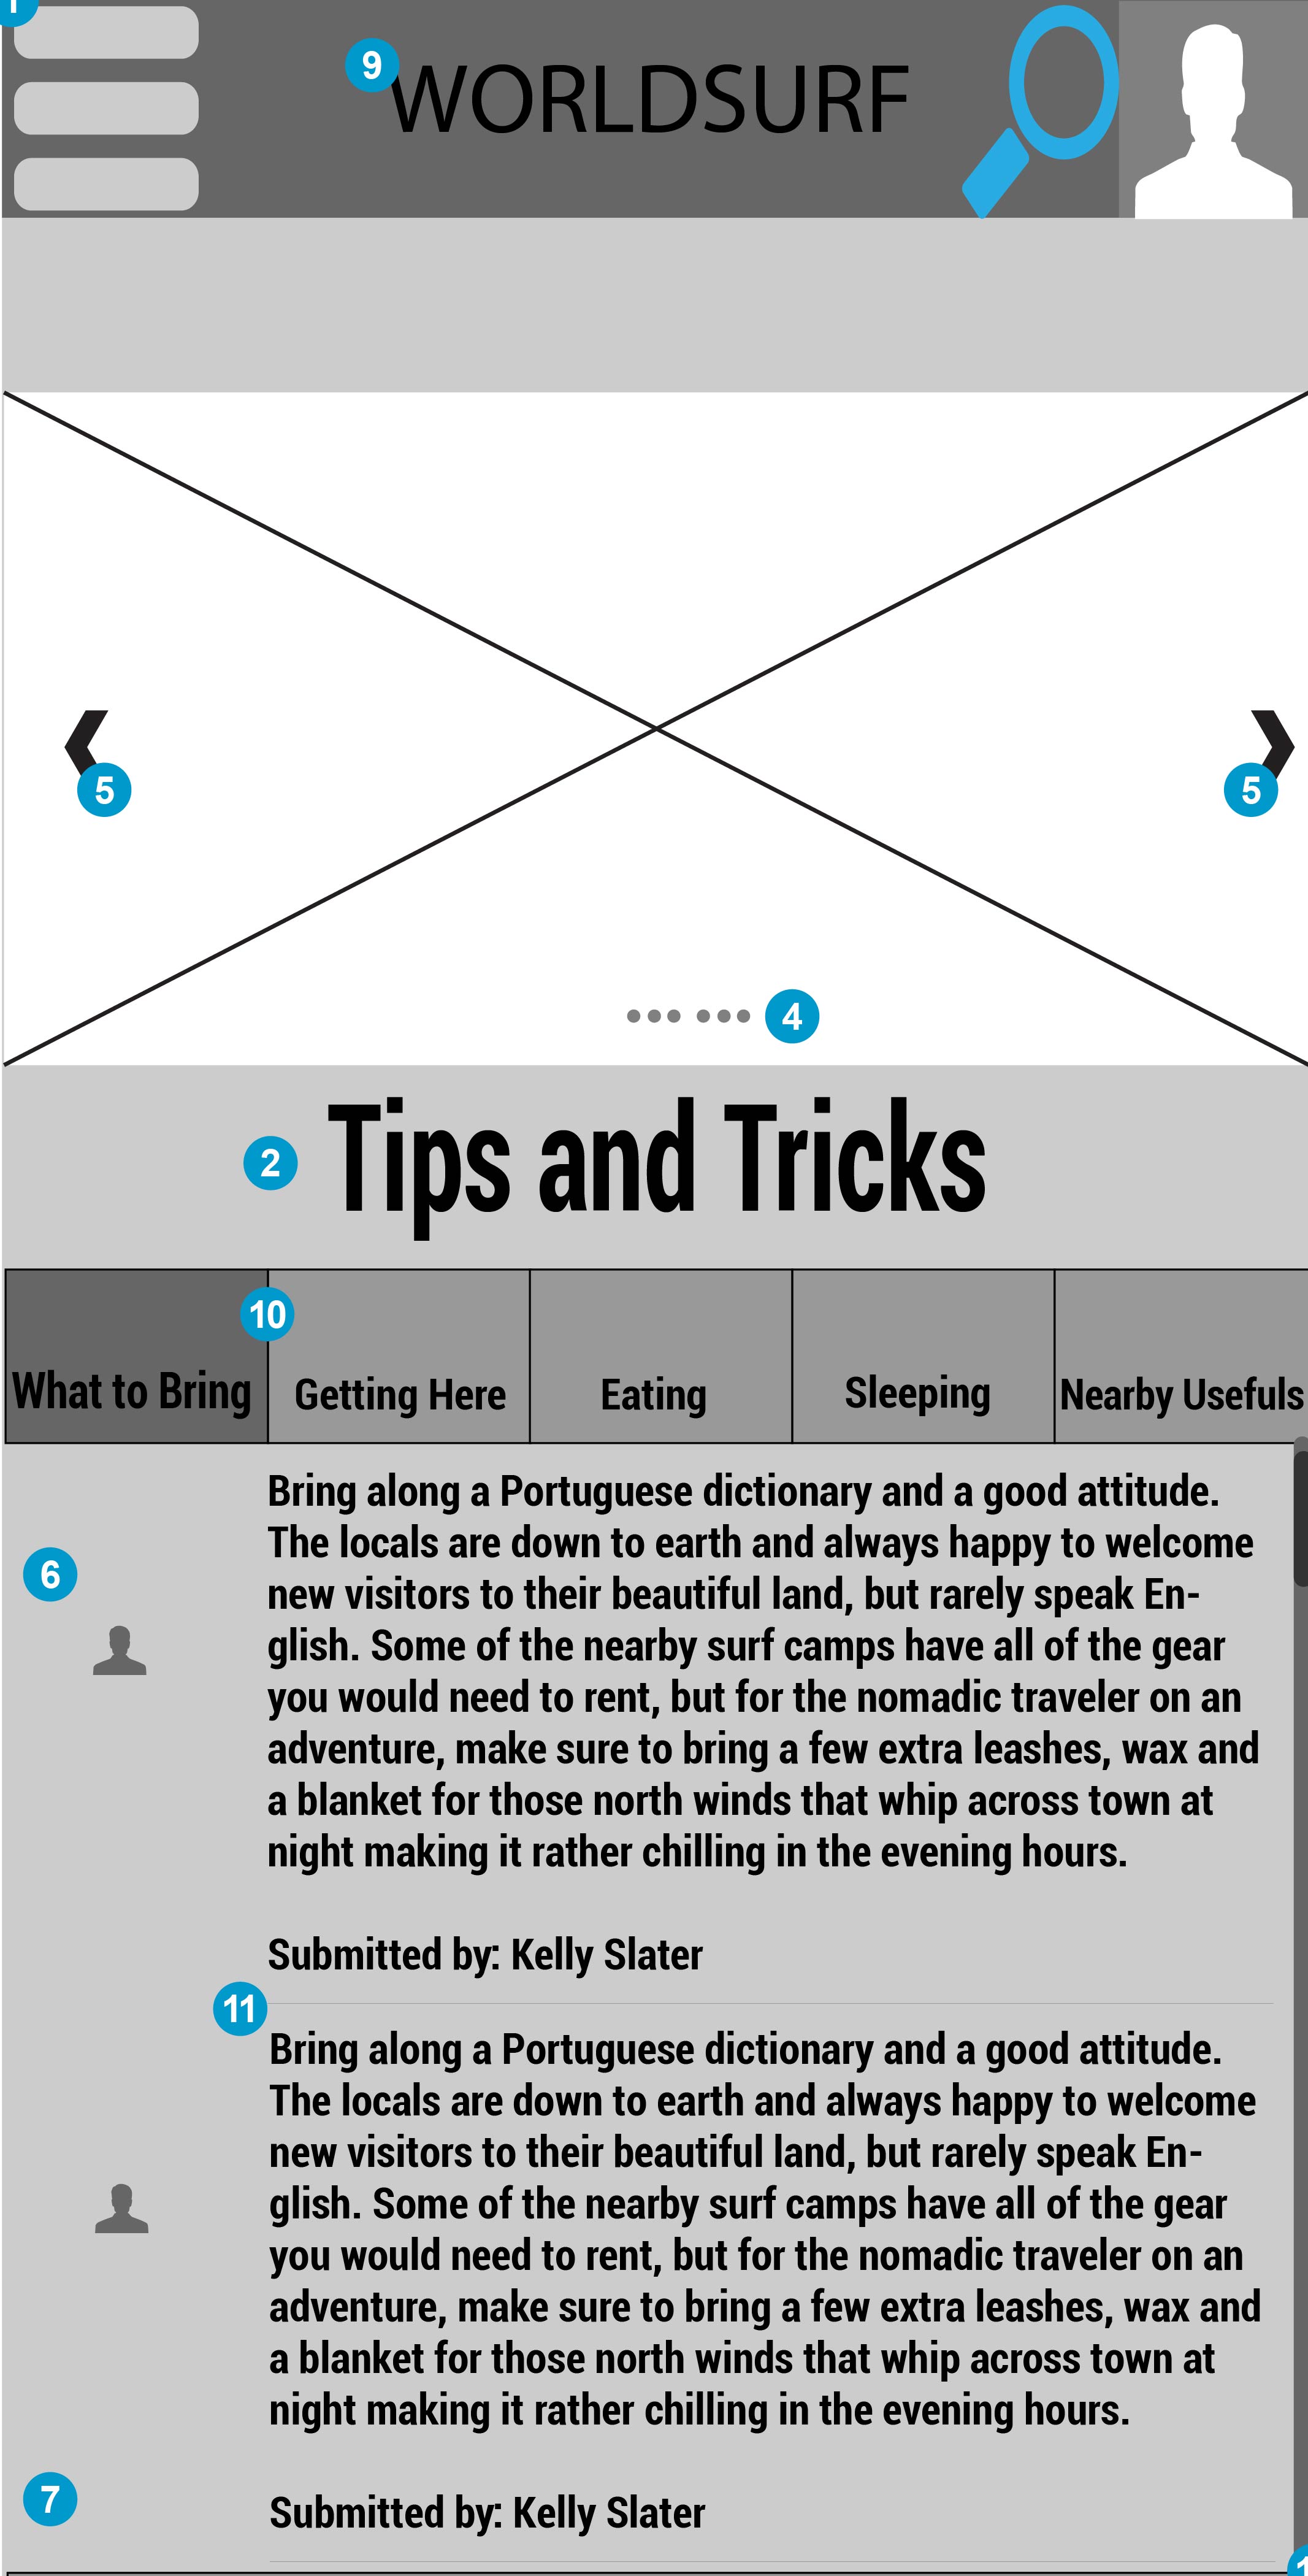 1
9
WORLDSURF
5
5
4
2
Tips and Tricks
10
What to Bring
Getting Here
Eating
Sleeping
Nearby Usefuls
Bring along a Portuguese dictionary and a good attitude.
The locals are down to earth and always happy to welcome
6
new visitors to their beautiful land, but rarely speak En-
glish. Some of the nearby surf camps have all of the gear
you would need to rent, but for the nomadic traveler on an
adventure, make sure to bring a few extra leashes, wax and
a blanket for those north winds that whip across town at
night making it rather chilling in the evening hours.
Submitted by: Kelly Slater
11
Bring along a Portuguese dictionary and a good attitude.
The locals are down to earth and always happy to welcome
new visitors to their beautiful land, but rarely speak En-
glish. Some of the nearby surf camps have all of the gear
you would need to rent, but for the nomadic traveler on an
adventure, make sure to bring a few extra leashes, wax and
a blanket for those north winds that whip across town at
night making it rather chilling in the evening hours.
7
Submitted by: Kelly Slater